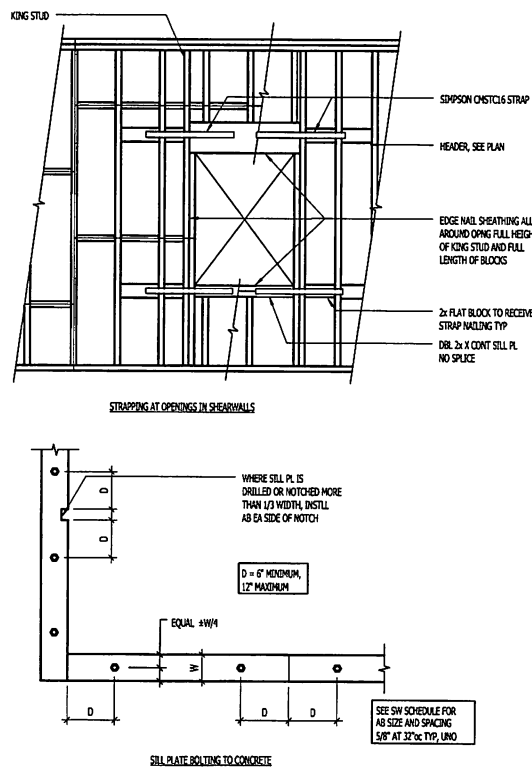 KING STUD
SIMPSON CMSTC16 STRAP
HEADER, SEE PLAN
EDGE NAIL SHEATHING ALL
AROUND OPNG FULL HEIGH
OF KING STUD AND FULL
LENGTH OF BLOCKS
2x FLAT BLOCK TO RECEIVE
STRAP NAILING TYP
DBL 2x X CONT SILL PL
NO SPLICE
STRAPPING AT OPENINGS IN SHEARWALLS
WHERE SILL PL IS
DRILLED OR NOTCHED MORE
THAN 1/3 WIDTH, INSTLL
AB EA SIDE OF NOTCH
D
D
D = 6" MINIMUM,
12" MAXIMUM
EQUAL ±W/4
W
D
D
D
SEE SW SCHEDULE FOR
AB SIZE AND SPACING
5/8" AT 32"oc TYP, UNO
SILL PLATE BOLTING TO CONCRETE